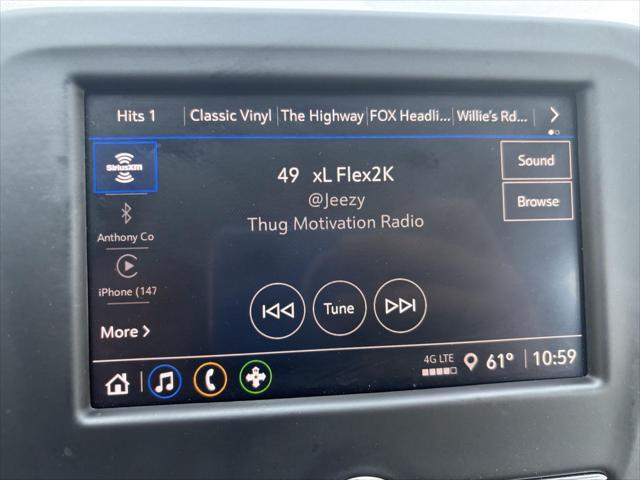 Hits 1 Classic Vinyl The Highway FOX Headli... Willie's Rd...
SiriusXM
Sound
49 xL Flex2K
@Jeezy
Browse
Thug Motivation Radio
Anthony Co
iPhone (147
Tune
More
4G LTE 61° 10:59